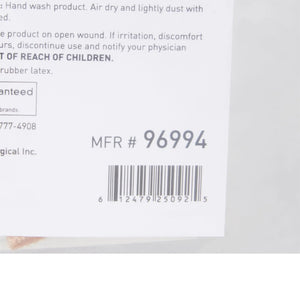 : Hand wash product. Air dry and lightly dust with
ed.
e product on open wound. If irritation, discomfort
urs, discontinue use and notify your physician
T OF REACH OF CHILDREN.
rubber latex.
anteed
brands.
777-4908
gical Inc.
MFR # 96994
6 12479 25092 5